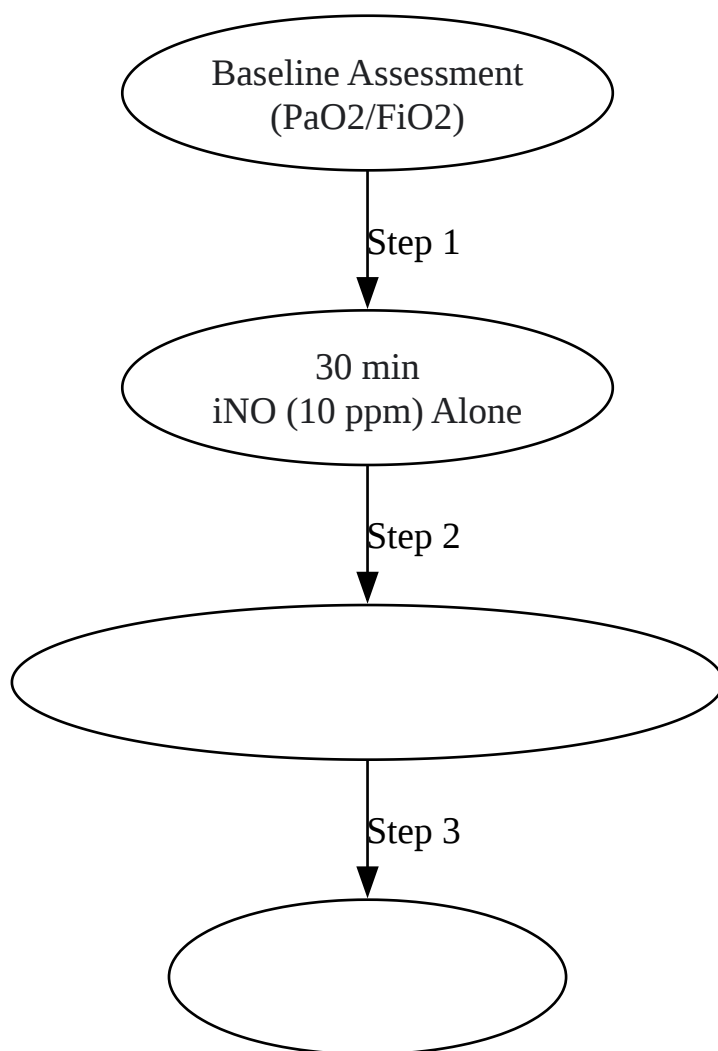 Baseline Assessment
(PaO2/FiO2)
Step 1
30 min
iNO (10 ppm) Alone
Step 2
Step 3